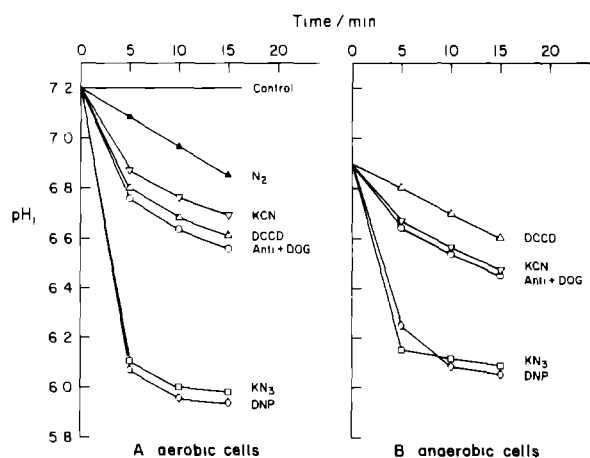 Time / min
0 5 10 15 20 0 5 10 15 20
7.2
7.0
6.8
6.6
6.4
6.2
6.0
5.8
pHI
Control
N2
KCN
DCCD
Anti + DOG
KN3
DNP
DCCD
KCN
Anti + DOG
KN3
DNP
A aerobic cells
B anaerobic cells